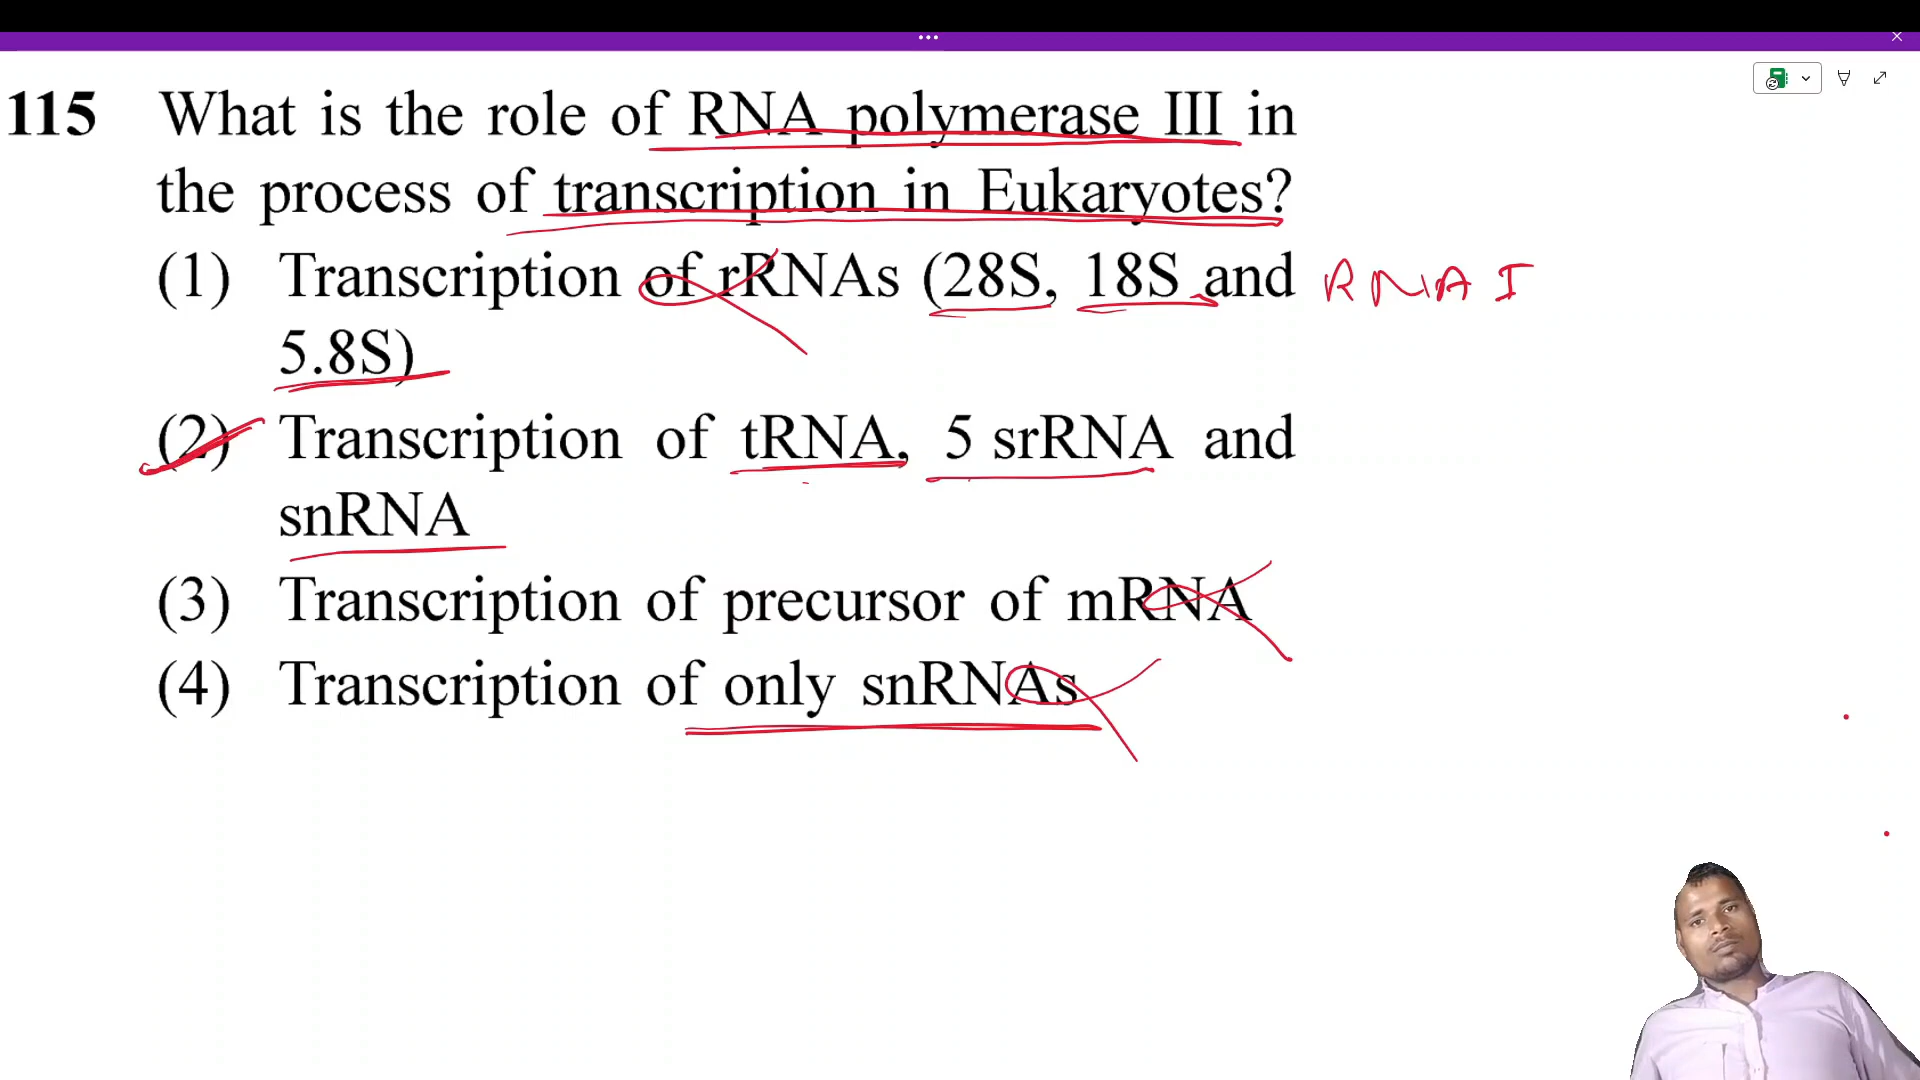 115 What is the role of RNA polymerase III in
the process of transcription in Eukaryotes?
(1) Transcription of rRNAs (28S, 18S and RNA I
5.8S)
(2) Transcription of tRNA, 5 srRNA and
snRNA
(3) Transcription of precursor of mRNA
(4) Transcription of only snRNAs